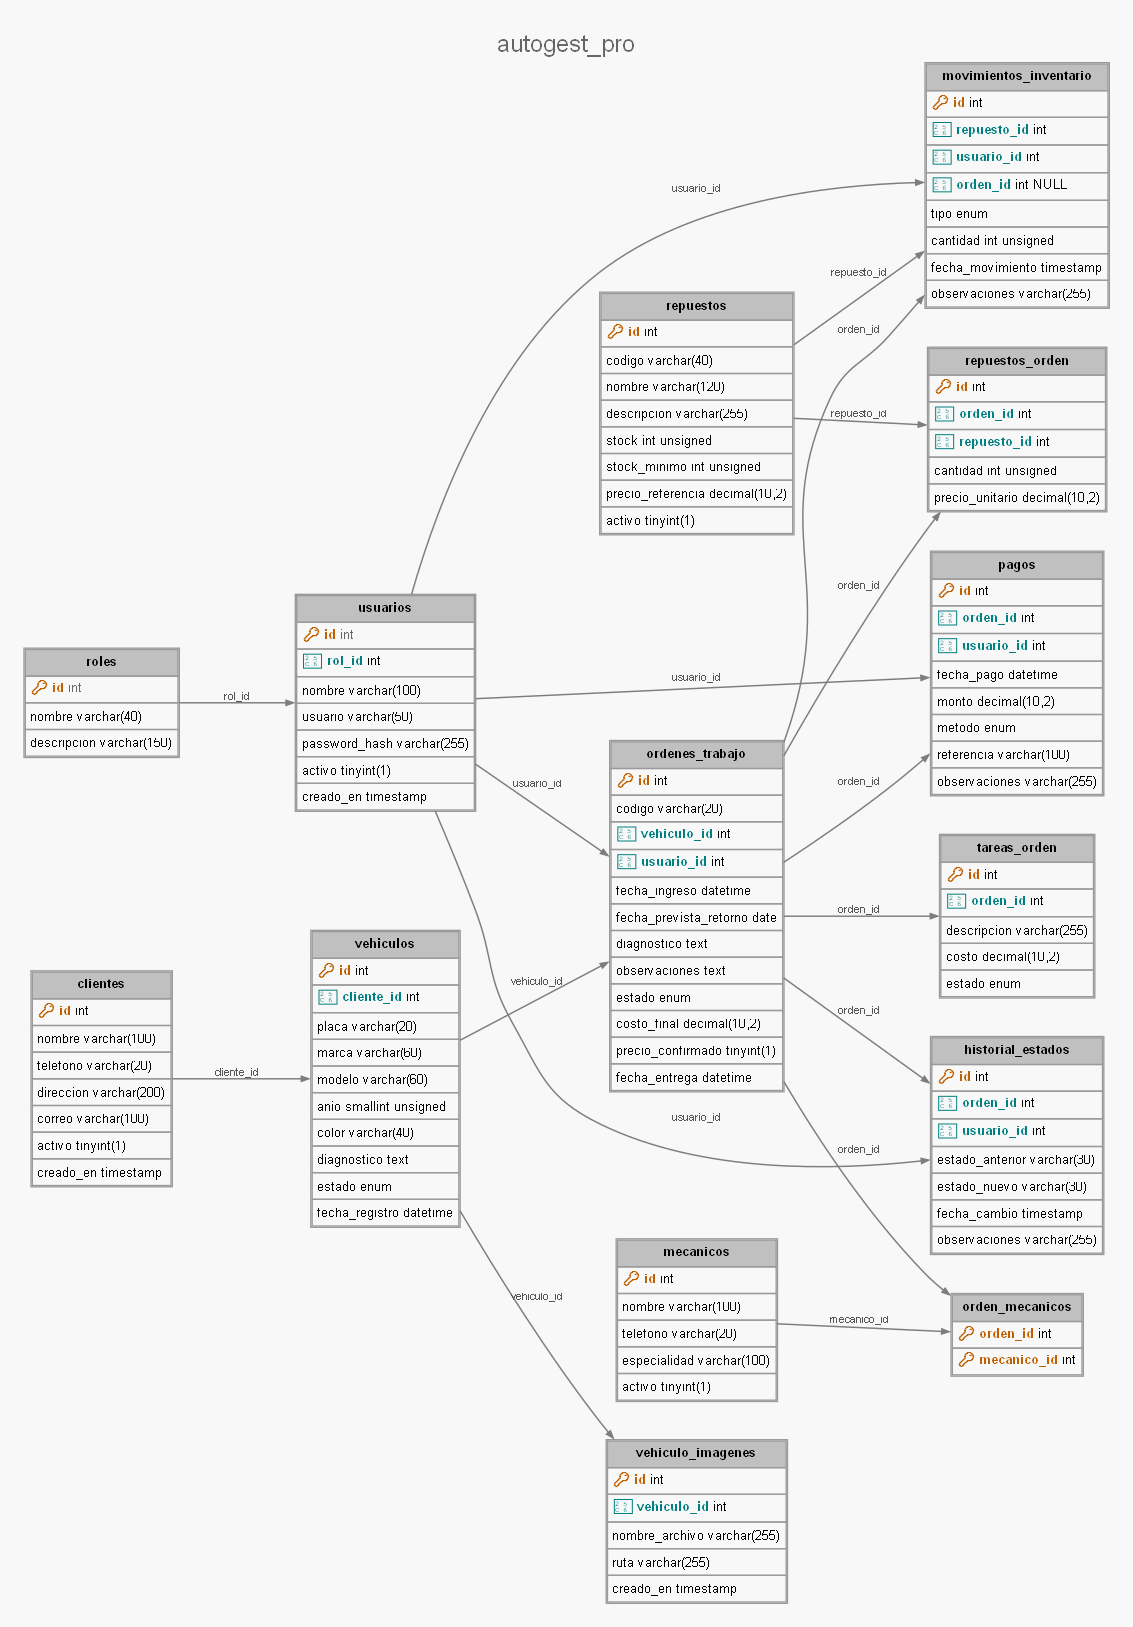 autogest_pro
movimientos_inventario
id int
repuesto_id int
usuario_id int
orden_id int NULL
tipo enum
cantidad int unsigned
fecha_movimiento timestamp
observaciones varchar(255)
usuario_id
repuesto_id
orden_id
repuestos
id int
codigo varchar(40)
nombre varchar(120)
descripcion varchar(255)
stock int unsigned
stock_minimo int unsigned
precio_referencia decimal(10,2)
activo tinyint(1)
repuesto_id
repuestos_orden
id int
orden_id int
repuesto_id int
cantidad int unsigned
precio_unitario decimal(10,2)
orden_id
pagos
id int
orden_id int
usuario_id int
fecha_pago datetime
monto decimal(10,2)
metodo enum
referencia varchar(100)
observaciones varchar(255)
usuario_id
orden_id
usuarios
id int
rol_id int
nombre varchar(100)
usuario varchar(50)
password_hash varchar(255)
activo tinyint(1)
creado_en timestamp
roles
id int
nombre varchar(40)
descripcion varchar(150)
rol_id
usuario_id
ordenes_trabajo
id int
codigo varchar(20)
vehiculo_id int
usuario_id int
fecha_ingreso datetime
fecha_prevista_retorno date
diagnostico text
observaciones text
estado enum
costo_final decimal(10,2)
precio_confirmado tinyint(1)
fecha_entrega datetime
orden_id
tareas_orden
id int
orden_id int
descripcion varchar(255)
costo decimal(10,2)
estado enum
vehiculos
id int
cliente_id int
placa varchar(20)
marca varchar(60)
modelo varchar(60)
anio smallint unsigned
color varchar(40)
diagnostico text
estado enum
fecha_registro datetime
vehiculo_id
clientes
id int
nombre varchar(100)
telefono varchar(20)
direccion varchar(200)
correo varchar(100)
activo tinyint(1)
creado_en timestamp
cliente_id
orden_id
historial_estados
id int
orden_id int
usuario_id int
estado_anterior varchar(30)
estado_nuevo varchar(30)
fecha_cambio timestamp
observaciones varchar(255)
usuario_id
orden_id
mecanicos
id int
nombre varchar(100)
telefono varchar(20)
especialidad varchar(100)
activo tinyint(1)
mecanico_id
orden_mecanicos
orden_id int
mecanico_id int
vehiculo_id
vehiculo_imagenes
id int
vehiculo_id int
nombre_archivo varchar(255)
ruta varchar(255)
creado_en timestamp